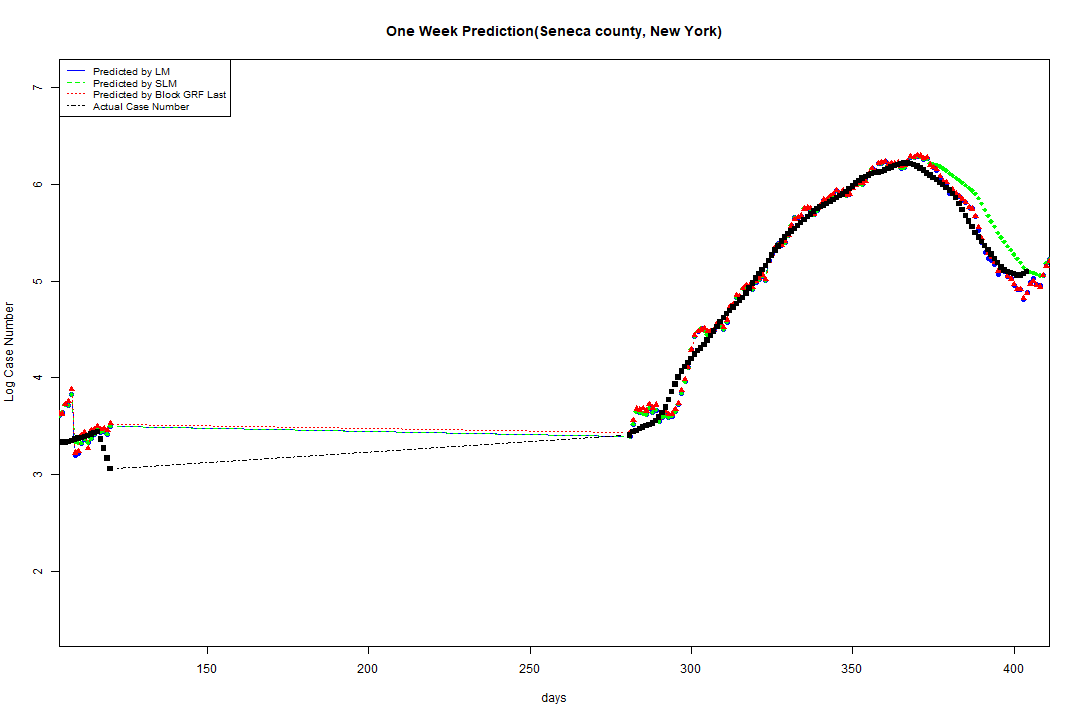 One Week Prediction(Seneca county, New York)
Predicted by LM
Predicted by SLM
Predicted by Block GRF Last
Actual Case Number
7
6
5
4
3
2
Log Case Number
150 200 250 300 350 400
days